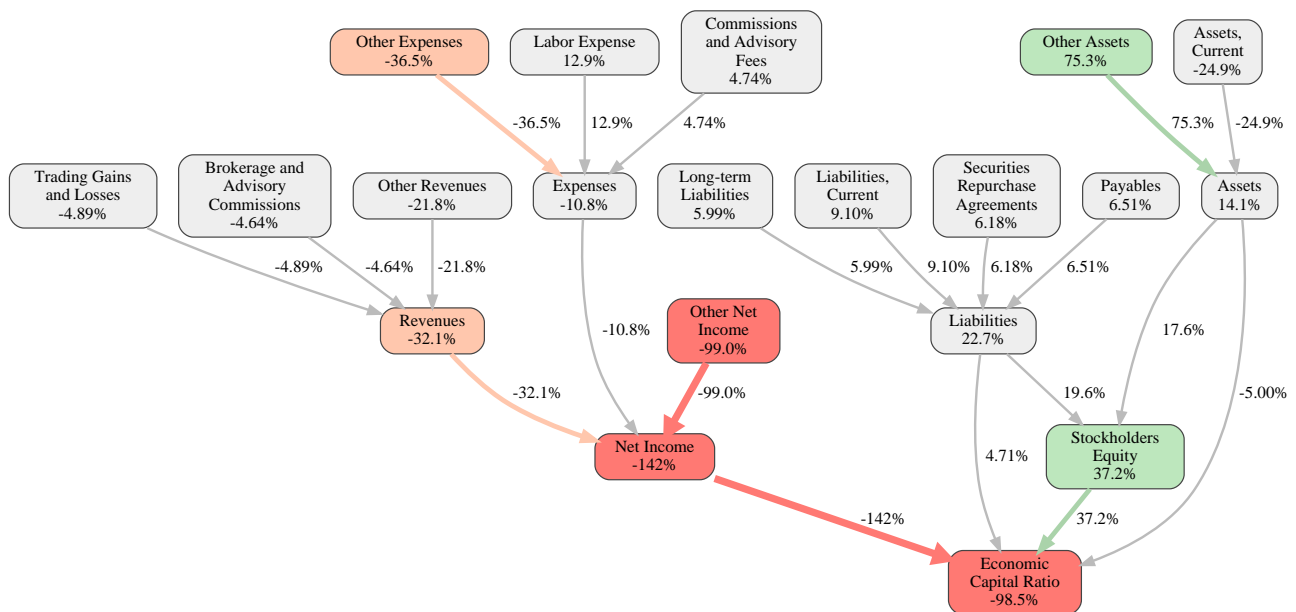 Other Expenses
-36.5%
Labor Expense
12.9%
Commissions
and Advisory
Fees
4.74%
Other Assets
75.3%
Assets,
Current
-24.9%
-36.5%
12.9%
4.74%
75.3%
-24.9%
Trading Gains
and Losses
-4.89%
Brokerage and
Advisory
Commissions
-4.64%
Other Revenues
-21.8%
Expenses
-10.8%
Long-term
Liabilities
5.99%
Liabilities,
Current
9.10%
Securities
Repurchase
Agreements
6.18%
Payables
6.51%
Assets
14.1%
-4.89%
-4.64%
-21.8%
5.99%
9.10%
6.18%
6.51%
Revenues
-32.1%
-10.8%
Other Net
Income
-99.0%
Liabilities
22.7%
17.6%
-32.1%
-99.0%
19.6%
-5.00%
Net Income
-142%
4.71%
Stockholders
Equity
37.2%
-142%
37.2%
Economic
Capital Ratio
-98.5%